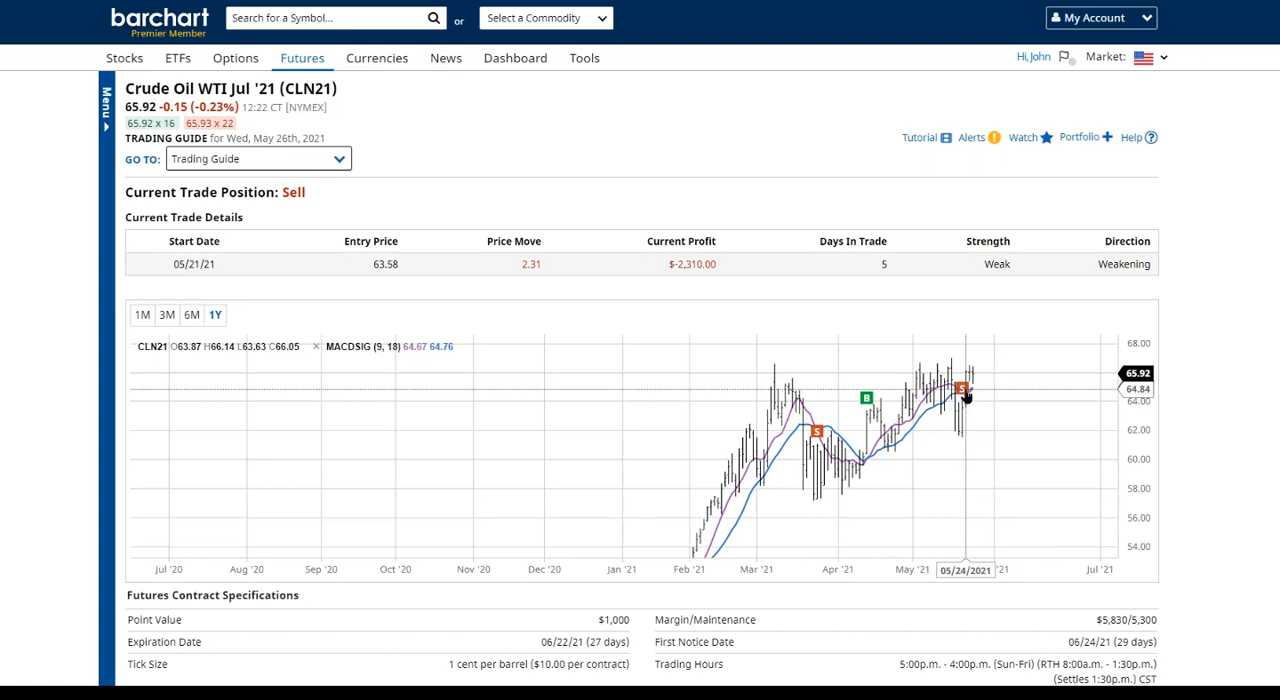 barchart
Premier Member
Search for a Symbol...
or
Select a Commodity
My Account
Stocks ETFs Options Futures Currencies News Dashboard Tools
Hi, John Market:
Menu
Crude Oil WTI Jul '21 (CLN21)
65.92 -0.15 (-0.23%) 12:22 CT [NYMEX]
65.92 x 16 65.93 x 22
TRADING GUIDE for Wed, May 26th, 2021
Tutorial Alerts Watch Portfolio Help
GO TO: Trading Guide
Current Trade Position: Sell
Current Trade Details
Start Date Entry Price Price Move Current Profit Days In Trade Strength Direction
05/21/21 63.58 2.31 $-2,310.00 5 Weak Weakening
1M 3M 6M 1Y
CLN21 O63.87 H66.14 L63.63 C66.05 × MACDSIG (9, 18) 64.67 64.76
68.00
65.92
64.84
64.00
62.00
60.00
58.00
56.00
54.00
B
S
S
Jul '20 Aug '20 Sep '20 Oct '20 Nov '20 Dec '20 Jan '21 Feb '21 Mar '21 Apr '21 May '21 05/24/2021 '21 Jul '21
Futures Contract Specifications
Point Value $1,000 Margin/Maintenance $5,830/5,300
Expiration Date 06/22/21 (27 days) First Notice Date 06/24/21 (29 days)
Tick Size 1 cent per barrel ($10.00 per contract) Trading Hours 5:00p.m. - 4:00p.m. (Sun-Fri) (RTH 8:00a.m. - 1:30p.m.)
(Settles 1:30p.m.) CST